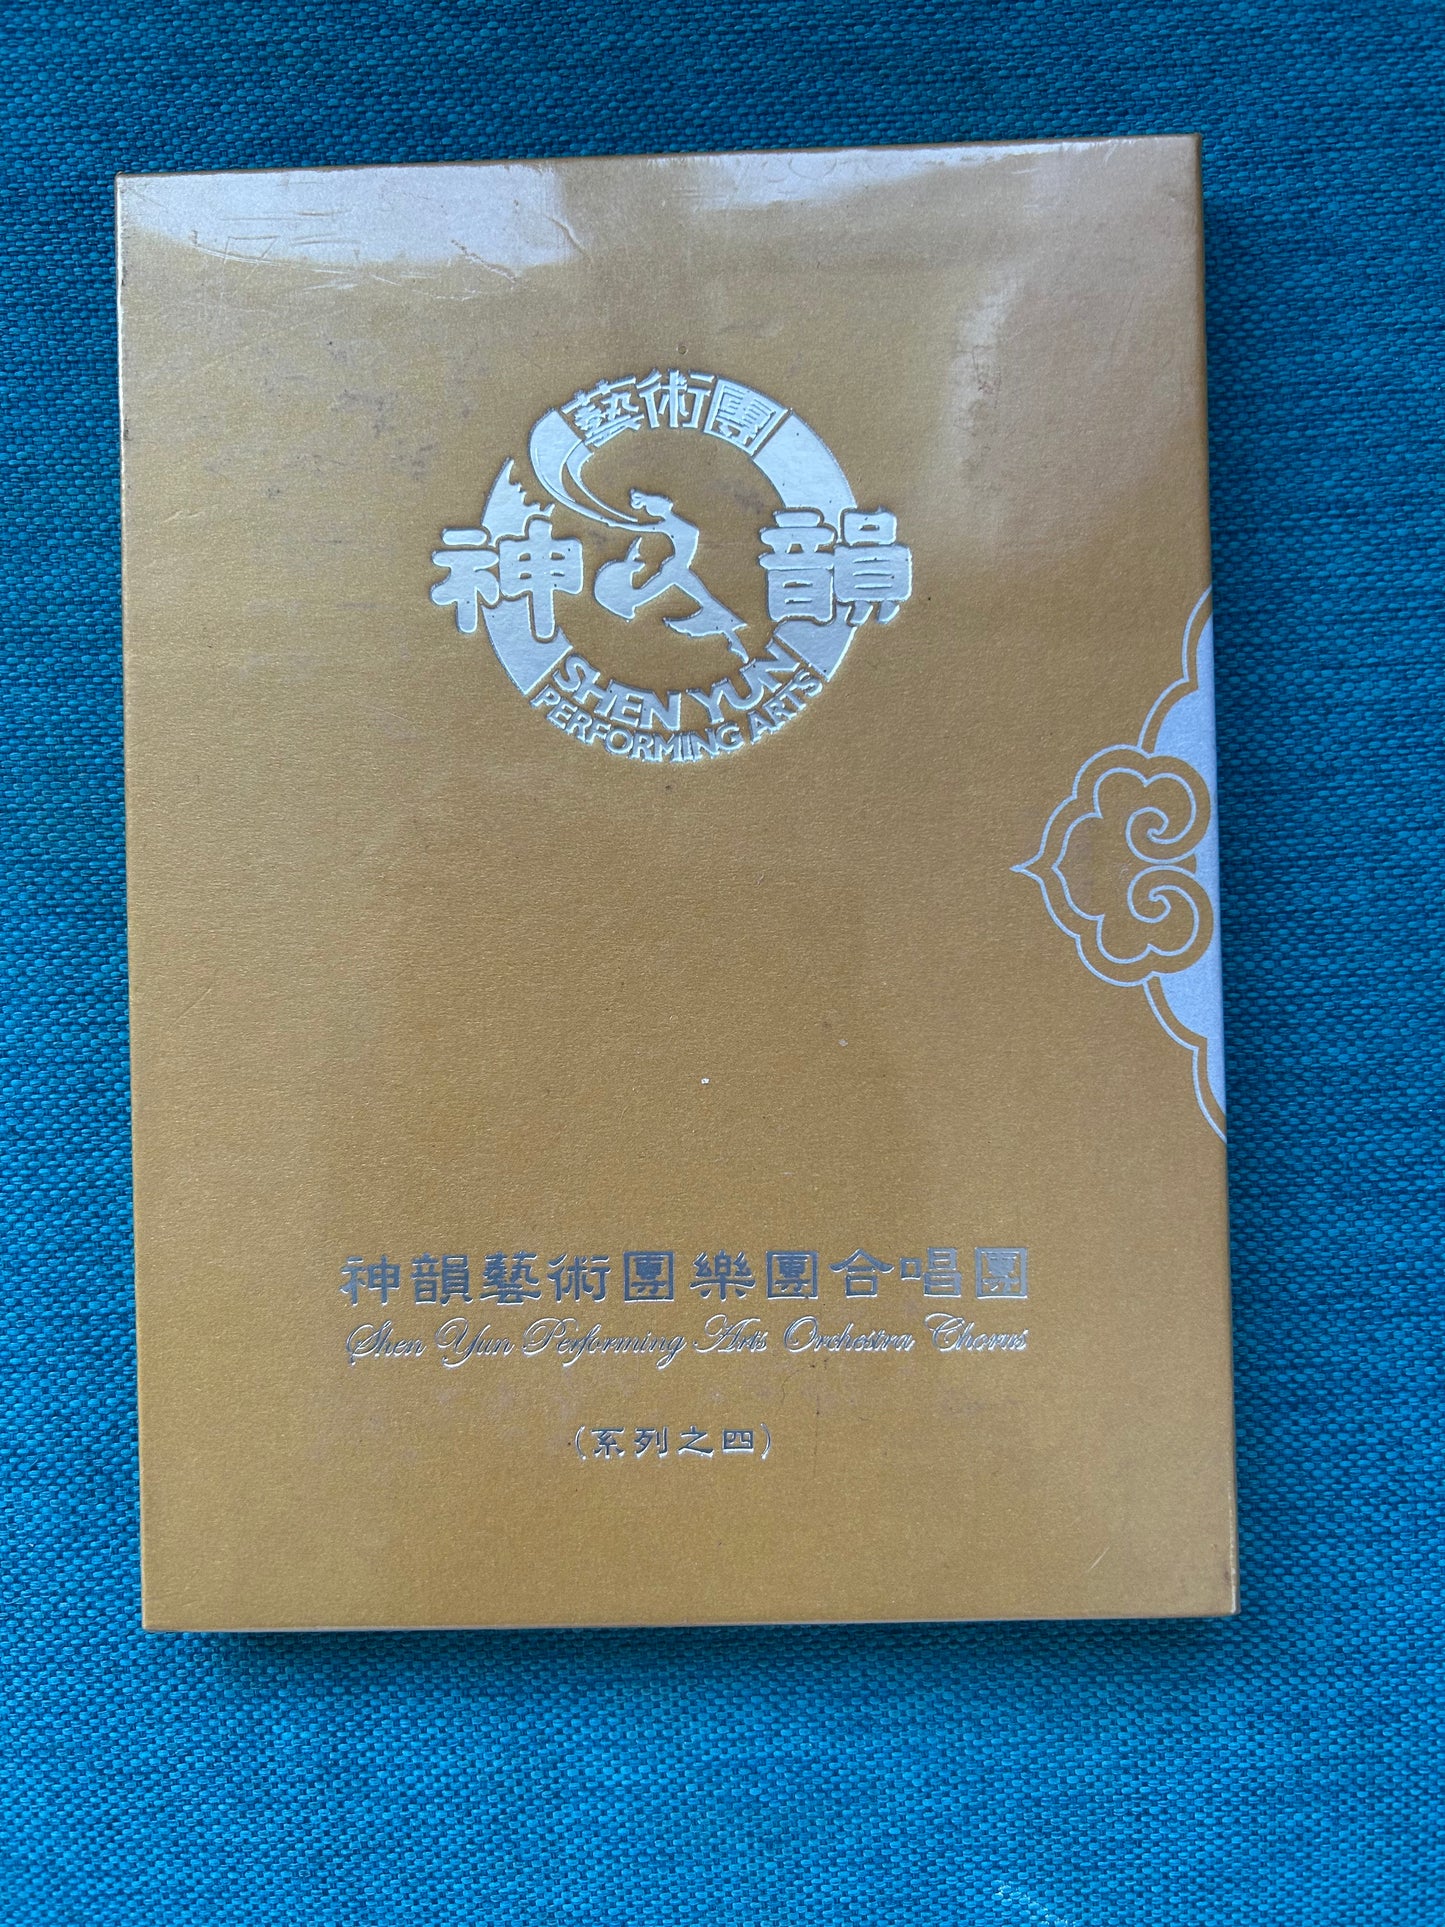 藝術團
神韻
SHEN YUN
PERFORMING ARTS
神韻藝術團樂團合唱團
Shen Yun Performing Arts Orchestra Chorus
(系列之四)